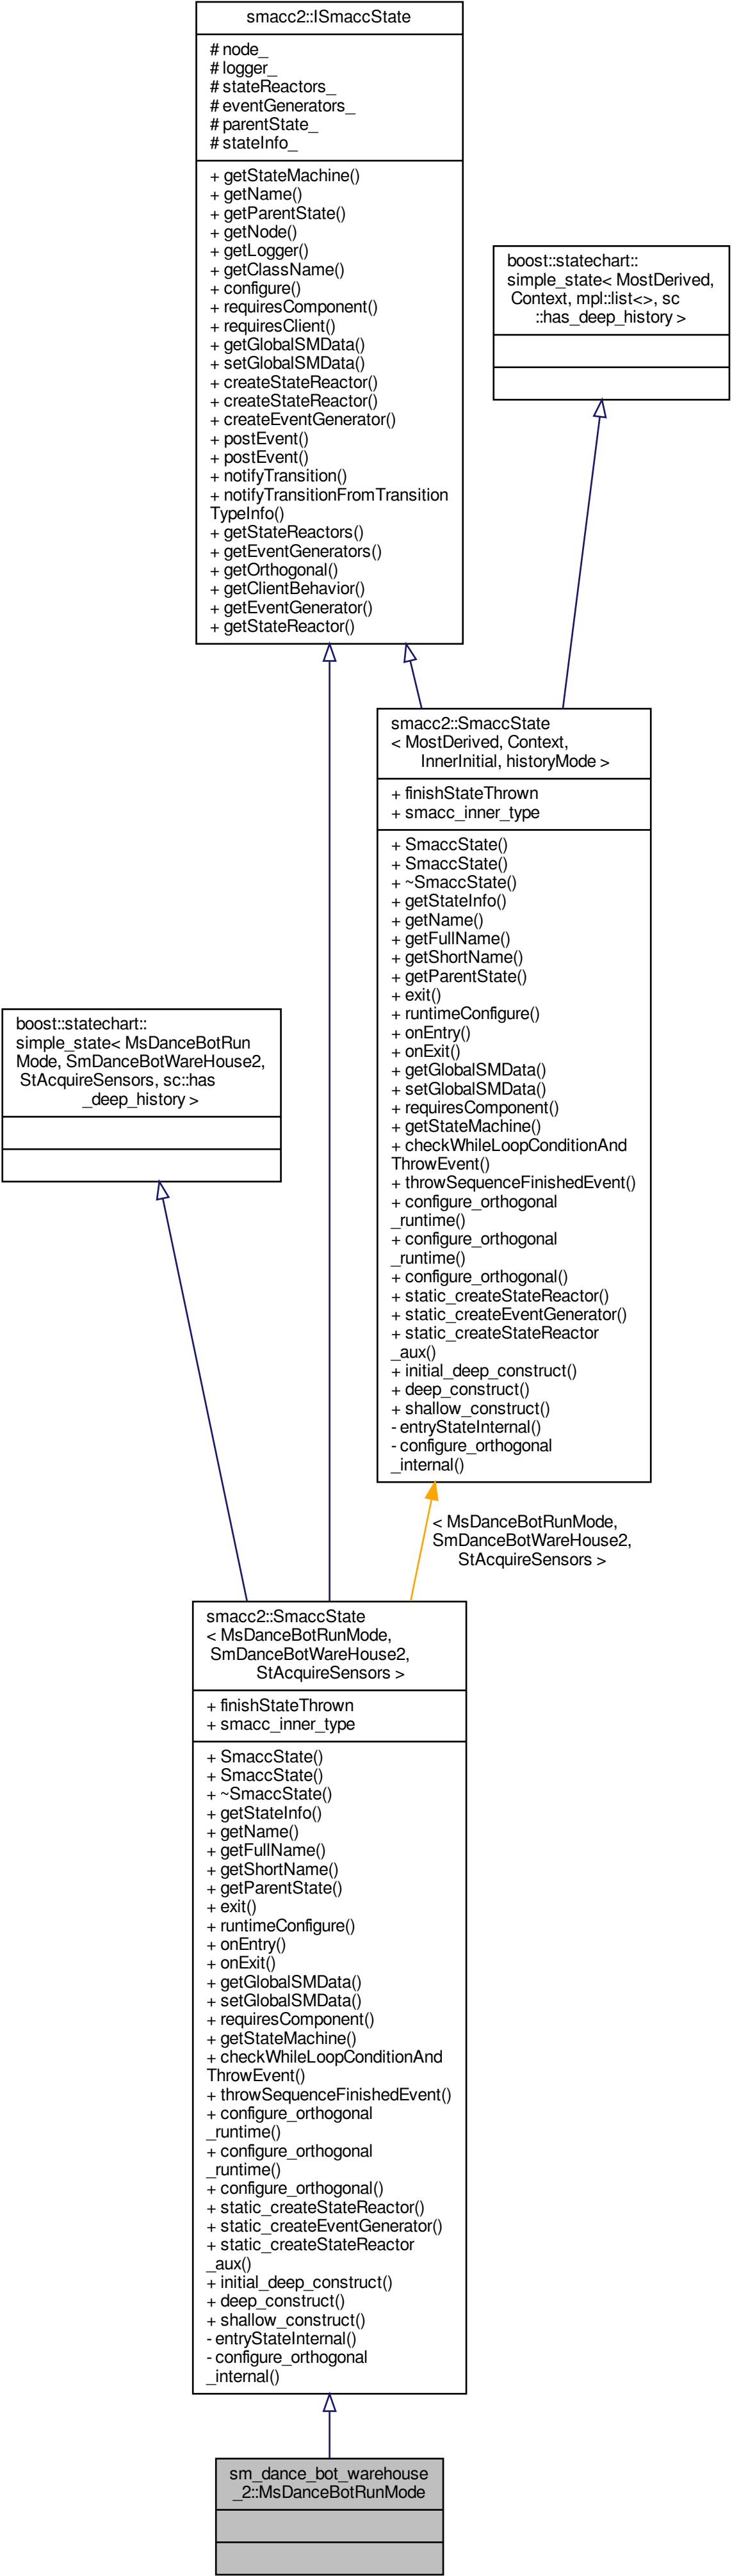 smacc2::ISmaccState
# node_
# logger_
# stateReactors_
# eventGenerators_
# parentState_
# stateInfo_
+ getStateMachine()
+ getName()
+ getParentState()
+ getNode()
+ getLogger()
+ getClassName()
+ configure()
+ requiresComponent()
+ requiresClient()
+ getGlobalSMData()
+ setGlobalSMData()
+ createStateReactor()
+ createStateReactor()
+ createEventGenerator()
+ postEvent()
+ postEvent()
+ notifyTransition()
+ notifyTransitionFromTransition
TypeInfo()
+ getStateReactors()
+ getEventGenerators()
+ getOrthogonal()
+ getClientBehavior()
+ getEventGenerator()
+ getStateReactor()
boost::statechart::
simple_state< MostDerived,
Context, mpl::list<>, sc
::has_deep_history >
smacc2::SmaccState
< MostDerived, Context,
InnerInitial, historyMode >
+ finishStateThrown
+ smacc_inner_type
+ SmaccState()
+ SmaccState()
+ ~SmaccState()
+ getStateInfo()
+ getName()
+ getFullName()
+ getShortName()
+ getParentState()
+ exit()
+ runtimeConfigure()
+ onEntry()
+ onExit()
+ getGlobalSMData()
+ setGlobalSMData()
+ requiresComponent()
+ getStateMachine()
+ checkWhileLoopConditionAnd
ThrowEvent()
+ throwSequenceFinishedEvent()
+ configure_orthogonal
_runtime()
+ configure_orthogonal
_runtime()
+ configure_orthogonal()
+ static_createStateReactor()
+ static_createEventGenerator()
+ static_createStateReactor
_aux()
+ initial_deep_construct()
+ deep_construct()
+ shallow_construct()
- entryStateInternal()
- configure_orthogonal
_internal()
boost::statechart::
simple_state< MsDanceBotRun
Mode, SmDanceBotWareHouse2,
StAcquireSensors, sc::has
_deep_history >
< MsDanceBotRunMode,
SmDanceBotWareHouse2,
StAcquireSensors >
smacc2::SmaccState
< MsDanceBotRunMode,
SmDanceBotWareHouse2,
StAcquireSensors >
+ finishStateThrown
+ smacc_inner_type
+ SmaccState()
+ SmaccState()
+ ~SmaccState()
+ getStateInfo()
+ getName()
+ getFullName()
+ getShortName()
+ getParentState()
+ exit()
+ runtimeConfigure()
+ onEntry()
+ onExit()
+ getGlobalSMData()
+ setGlobalSMData()
+ requiresComponent()
+ getStateMachine()
+ checkWhileLoopConditionAnd
ThrowEvent()
+ throwSequenceFinishedEvent()
+ configure_orthogonal
_runtime()
+ configure_orthogonal
_runtime()
+ configure_orthogonal()
+ static_createStateReactor()
+ static_createEventGenerator()
+ static_createStateReactor
_aux()
+ initial_deep_construct()
+ deep_construct()
+ shallow_construct()
- entryStateInternal()
- configure_orthogonal
_internal()
sm_dance_bot_warehouse
_2::MsDanceBotRunMode